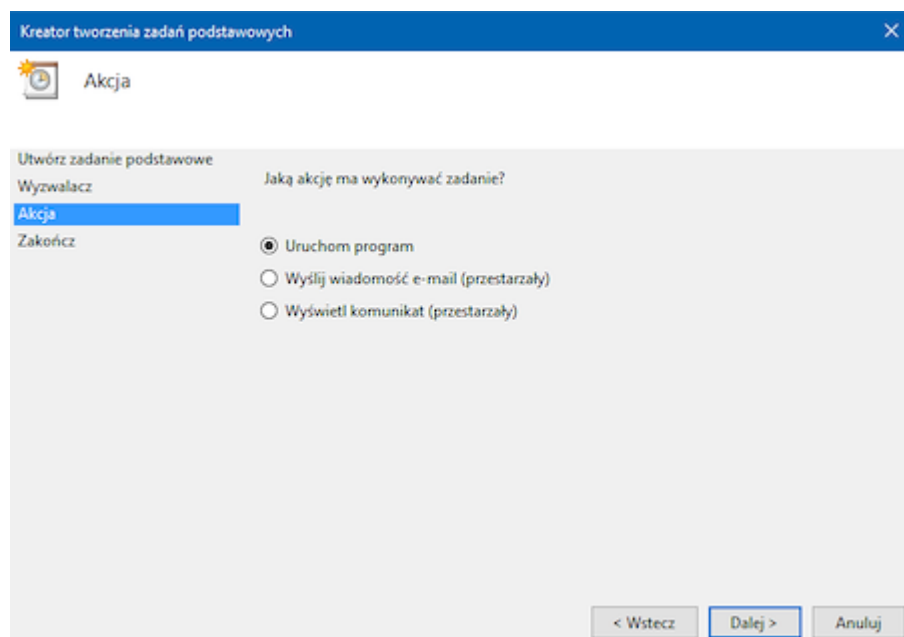 Kreator tworzenia zadań podstawowych
Akcja
Utwórz zadanie podstawowe
Wyzwalacz
Akcja
Zakończ
Jaką akcję ma wykonywać zadanie?
Uruchom program
Wyślij wiadomość e-mail (przestarzały)
Wyświetl komunikat (przestarzały)
< Wstecz
Dalej >
Anuluj